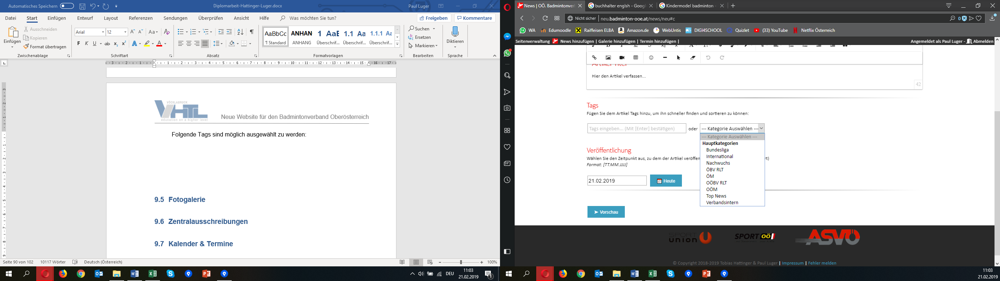 Automatisches Speichern
Diplomarbeit-Hattinger-Luger.docx
Paul Luger
Datei Start Einfügen Entwurf Layout Referenzen Sendungen Überprüfen Ansicht Hilfe Was möchten Sie tun? Freigeben Kommentare
Einfügen
Ausschneiden
Kopieren
Format übertragen
Zwischenablage
Arial 12
F K U ab x₂ x²
Schriftart
Absatz
AaBbCc ANHAN 1 AaE 1.1 Aa 1.1.1 Aa
¶ Standard ANHANG Überschrif... Überschrif... Überschrif...
Formatvorlagen
Suchen
Ersetzen
Markieren
Bearbeiten
Diktieren
Sprache
VÖCKLABRUCK
VHTL
education on a higher level
Neue Website für den Badmintonverband Oberösterreich
Folgende Tags sind möglich ausgewählt zu werden:
9.5 Fotogalerie
9.6 Zentralausschreibungen
9.7 Kalender & Termine
Seite 90 von 102 10117 Wörter Deutsch (Österreich) 100%
DEU 11:03
21.02.2019
News | OÖ. Badmintonver
buchhalter englsh - Goog
Kindermodel badminton -
Nicht sicher neu.badminton-ooe.at/news/neu#c 0
WA Edumoodle Raiffeisen ELBA Amazon.de WebUntis DIGI4SCHOOL Quizlet (33) YouTube Netflix Österreich
Seitenverwaltung News hinzufügen | Galerie hinzufügen | Termin hinzufügen | Angemeldet als Paul Luger - Abmelden
Artikel Titel
Hier den Artikel verfassen...
42
Tags
Fügen Sie dem Artikel Tags hinzu, um ihn schneller finden und sortieren zu können:
Tags eingeben... (Mit [Enter] bestätigen) oder --- Kategorie Auswählen ---
--- Kategorie Auswählen ---
Hauptkategorien
Bundesliga
International
Nachwuchs
ÖBV RLT
ÖM
OÖBV RLT
OÖM
Top News
Verbandsintern
Veröffentlichung
Wählen Sie den Zeitpunkt aus, zu dem der Artikel veröffen
Format: [TT.MM.JJJJ]
21.02.2019 Heute
Vorschau
SPORT union
SPORT oö
ASVÖ
© Copyright 2018-2019 Tobias Hattinger & Paul Luger | Impressum | Fehler melden
11:03
21.02.2019